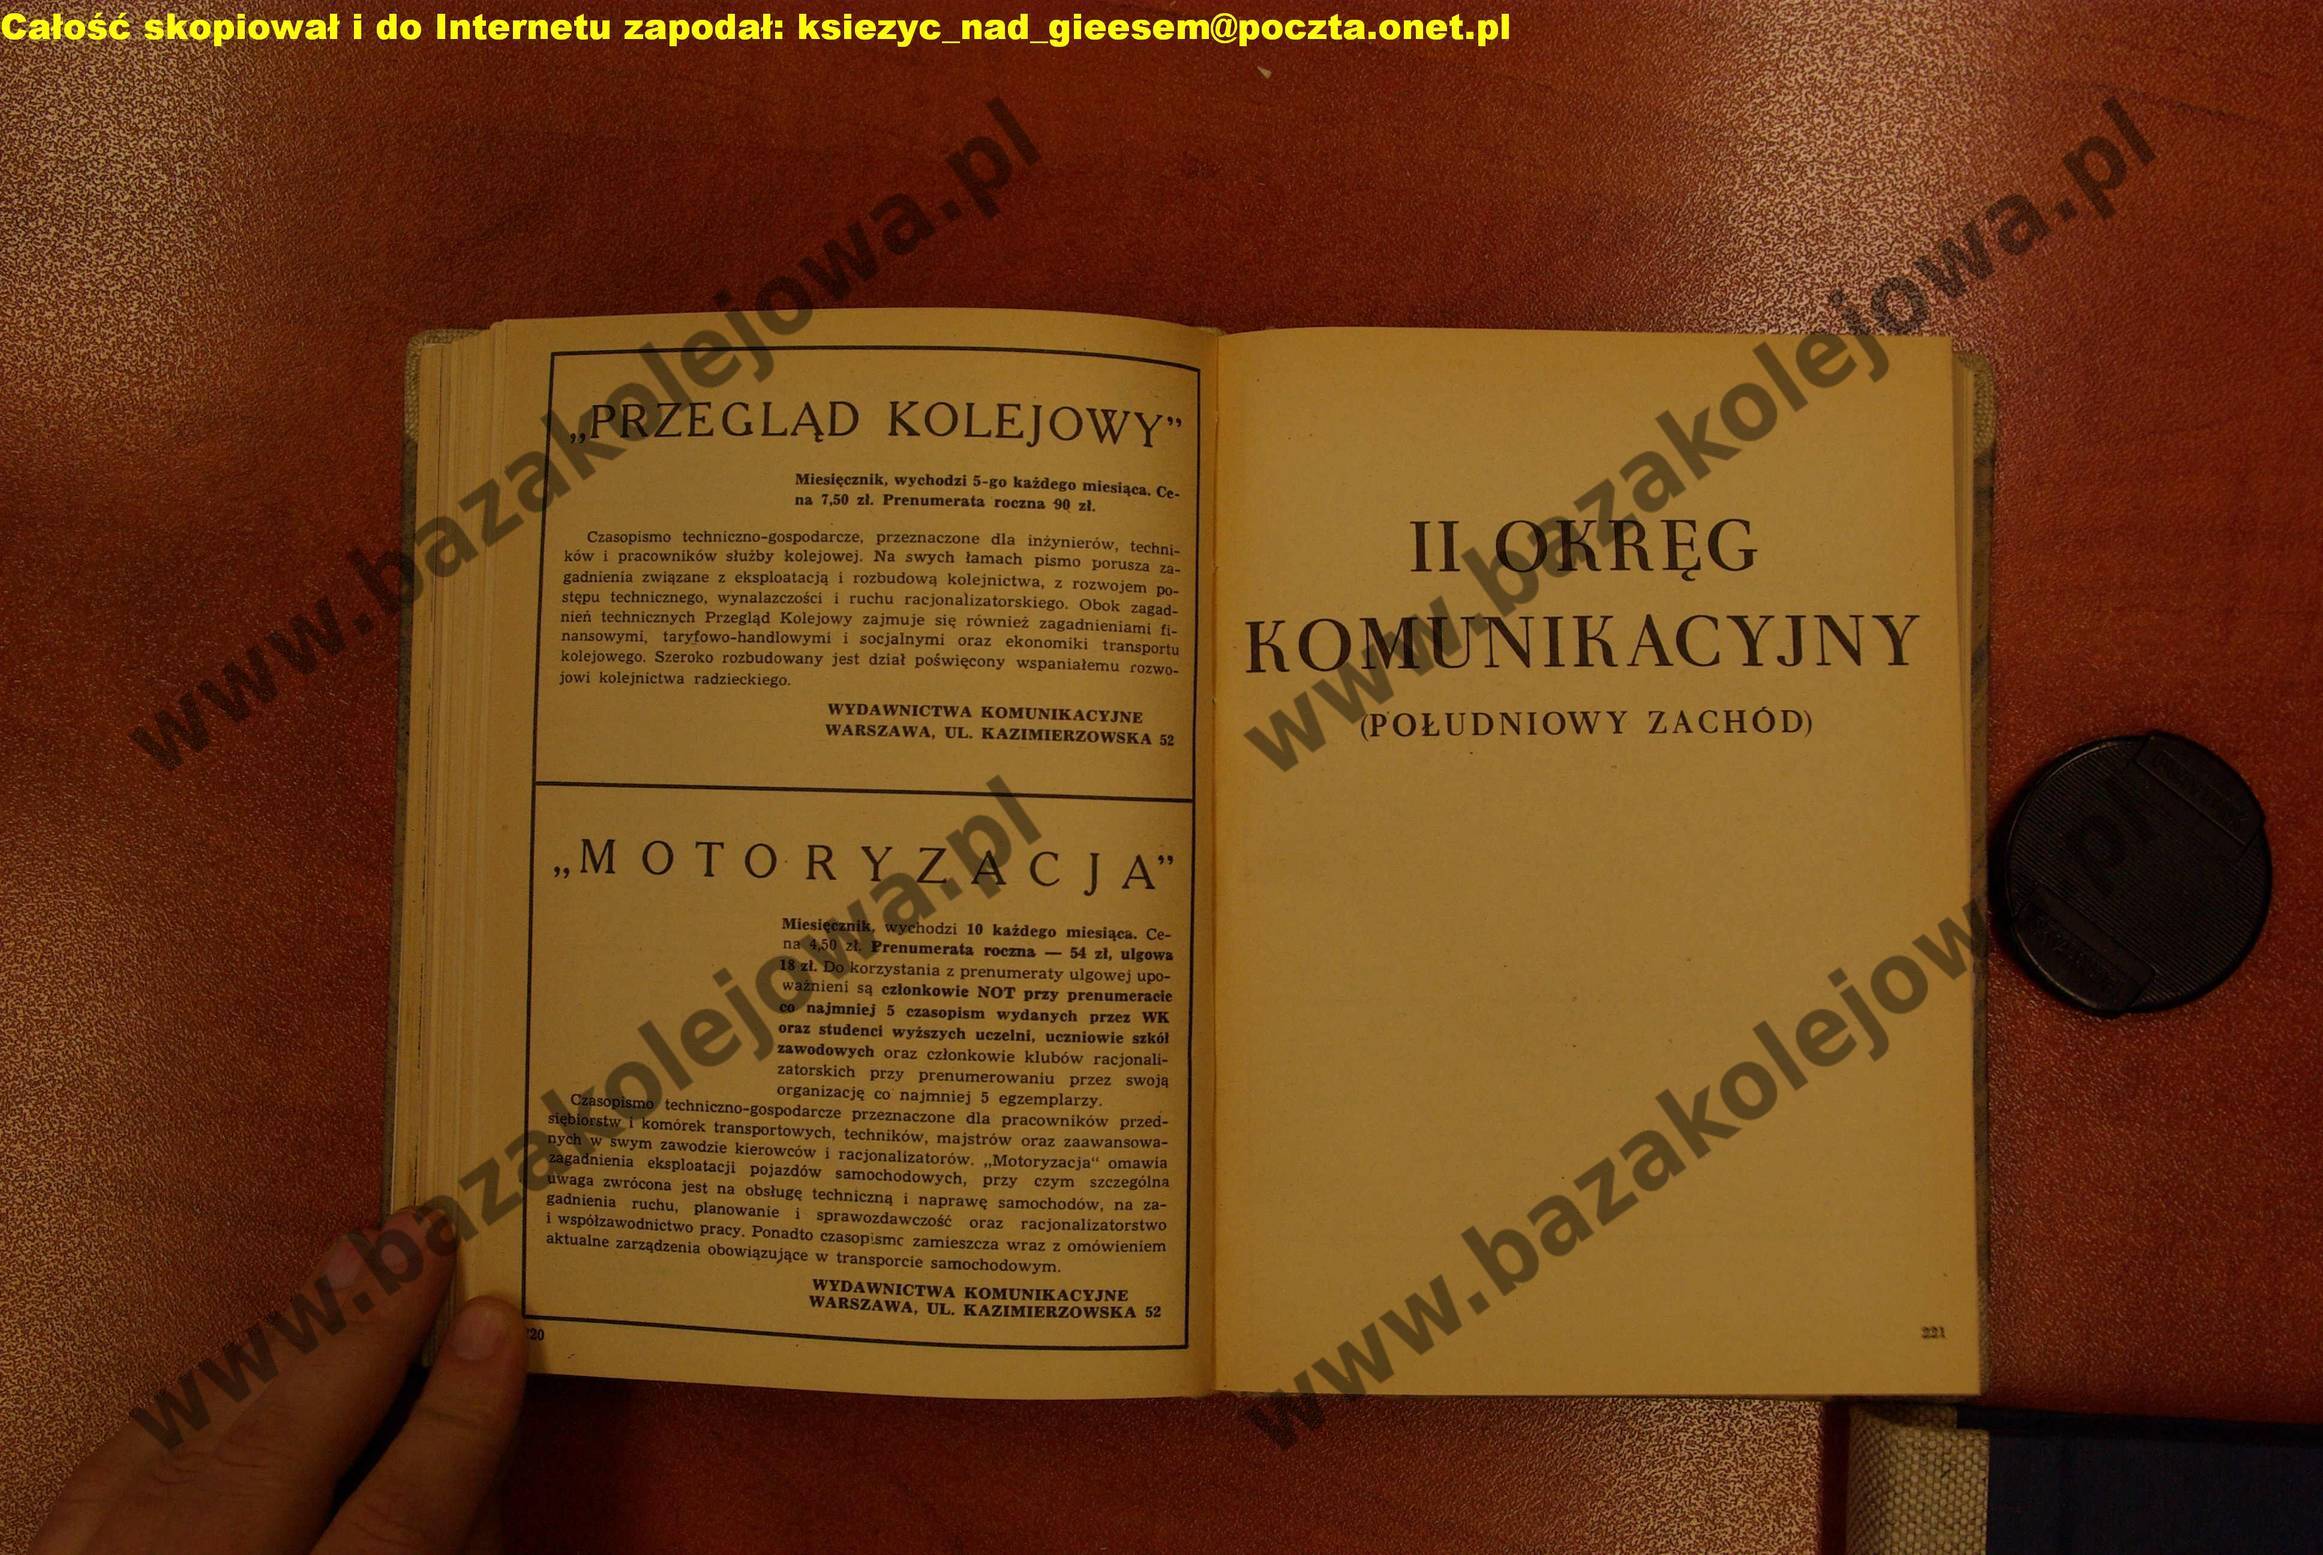 Całość skopiował i do Internetu zapodał: ksiezyc_nad_gieesem@poczta.onet.pl
„PRZEGLĄD KOLEJOWY”
Miesięcznik, wychodzi 5-go każdego miesiąca. Ce-
na 7,50 zł. Prenumerata roczna 90 zł.
Czasopismo techniczno-gospodarcze, przeznaczone dla inżynierów, techni-
ków i pracowników służby kolejowej. Na swych łamach pismo porusza za-
gadnienia związane z eksploatacją i rozbudową kolejnictwa, z rozwojem po-
stępu technicznego, wynalazczości i ruchu racjonalizatorskiego. Obok zagad-
nień technicznych Przegląd Kolejowy zajmuje się również zagadnieniami fi-
nansowymi, taryfowo-handlowymi i socjalnymi oraz ekonomiki transportu
kolejowego. Szeroko rozbudowany jest dział poświęcony wspaniałemu rozwo-
jowi kolejnictwa radzieckiego.
WYDAWNICTWA KOMUNIKACYJNE
WARSZAWA, UL. KAZIMIERZOWSKA 52
„MOTORYZACJA”
Miesięcznik, wychodzi 10 każdego miesiąca. Ce-
na 4,50 zł. Prenumerata roczna — 54 zł, ulgowa
18 zł. Do korzystania z prenumeraty ulgowej upo-
ważnieni są członkowie NOT przy prenumeracie
co najmniej 5 czasopism wydanych przez WK
oraz studenci wyższych uczelni, uczniowie szkół
zawodowych oraz członkowie klubów racjonali-
zatorskich przy prenumerowaniu przez swoją
organizację co najmniej 5 egzemplarzy.
Czasopismo techniczno-gospodarcze przeznaczone dla pracowników przed-
siębiorstw i komórek transportowych, techników, majstrów oraz zaawansowa-
nych w swym zawodzie kierowców i racjonalizatorów. „Motoryzacja“ omawia
zagadnienia eksploatacji pojazdów samochodowych, przy czym szczególna
uwaga zwrócona jest na obsługę techniczną i naprawę samochodów, na za-
gadnienia ruchu, planowanie i sprawozdawczość oraz racjonalizatorstwo
i współzawodnictwo pracy. Ponadto czasopismo zamieszcza wraz z omówieniem
aktualne zarządzenia obowiązujące w transporcie samochodowym.
WYDAWNICTWA KOMUNIKACYJNE
WARSZAWA, UL. KAZIMIERZOWSKA 52
20
II OKRĘG
KOMUNIKACYJNY
(POŁUDNIOWY ZACHÓD)
221
www.bazakolejowa.pl
www.bazakolejowa.pl
www.bazakolejowa.pl
www.bazakolejowa.pl